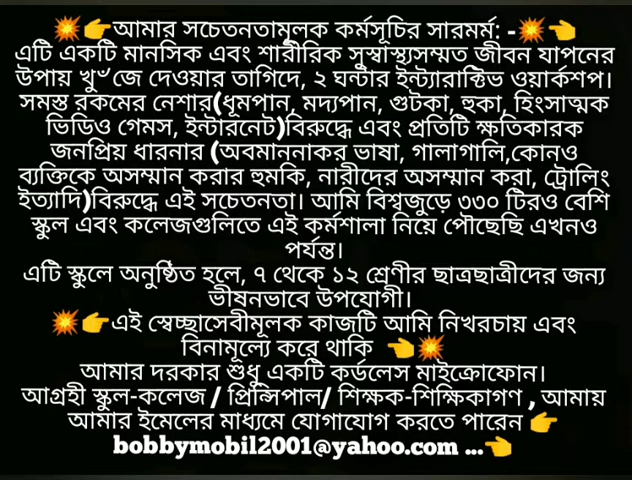 💥👉আমার সচেতনতামূলক কর্মসূচির সারমর্ম: -💥👈
এটি একটি মানসিক এবং শারীরিক সুস্বাস্থ্যসম্মত জীবন যাপনের
উপায় খুঁজে দেওয়ার তাগিদে, ২ ঘন্টার ইন্ট্যারাক্টিভ ওয়ার্কশপ।
সমস্ত রকমের নেশার(ধূমপান, মদ্যপান, গুটকা, হুকা, হিংসাত্মক
ভিডিও গেমস, ইন্টারনেট)বিরুদ্ধে এবং প্রতিটি ক্ষতিকারক
জনপ্রিয় ধারনার (অবমাননাকর ভাষা, গালাগালি,কোনও
ব্যক্তিকে অসম্মান করার হুমকি, নারীদের অসম্মান করা, ট্রোলিং
ইত্যাদি)বিরুদ্ধে এই সচেতনতা। আমি বিশ্বজুড়ে ৩৩০ টিরও বেশি
স্কুল এবং কলেজগুলিতে এই কর্মশালা নিয়ে পৌছেছি এখনও
পর্যন্ত।
এটি স্কুলে অনুষ্ঠিত হলে, ৭ থেকে ১২ শ্রেণীর ছাত্রছাত্রীদের জন্য
ভীষনভাবে উপযোগী।
💥👉এই স্বেচ্ছাসেবীমূলক কাজটি আমি নিখরচায় এবং
বিনামূল্যে করে থাকি 👈💥
আমার দরকার শুধু একটি কর্ডলেস মাইক্রোফোন।
আগ্রহী স্কুল-কলেজ / প্রিন্সিপাল/ শিক্ষক-শিক্ষিকাগণ , আমায়
আমার ইমেলের মাধ্যমে যোগাযোগ করতে পারেন 👉
bobbymobil2001@yahoo.com ...👈